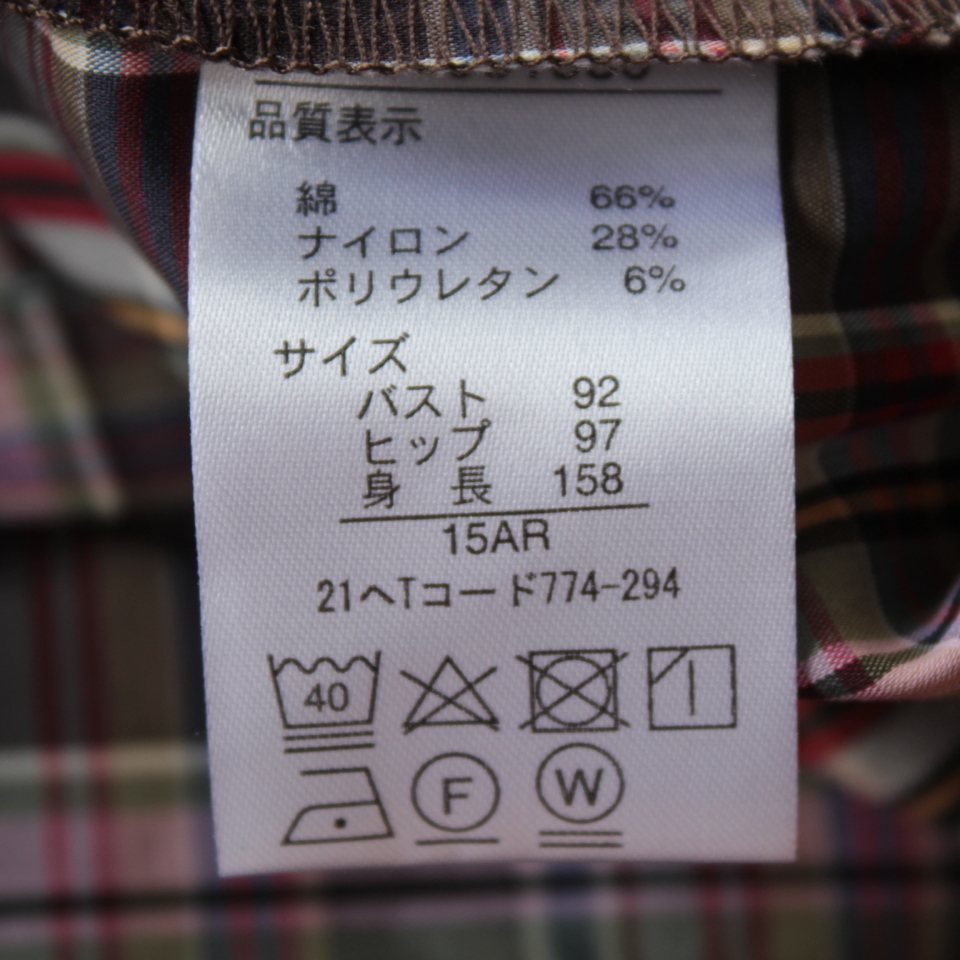 品質表示
綿 66%
ナイロン 28%
ポリウレタン 6%
サイズ
バスト 92
ヒップ 97
身 長 158
15AR
21ヘTコード774-294
40
F W